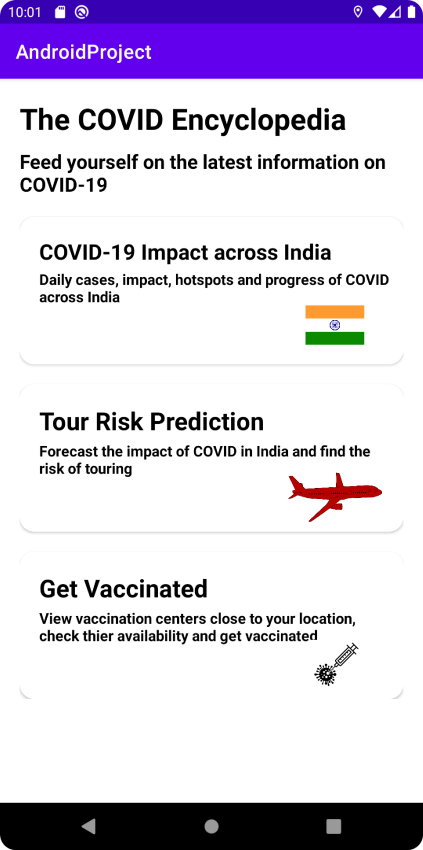 10:01
AndroidProject
The COVID Encyclopedia
Feed yourself on the latest information on
COVID-19
COVID-19 Impact across India
Daily cases, impact, hotspots and progress of COVID
across India
Tour Risk Prediction
Forecast the impact of COVID in India and find the
risk of touring
Get Vaccinated
View vaccination centers close to your location,
check thier availability and get vaccinated